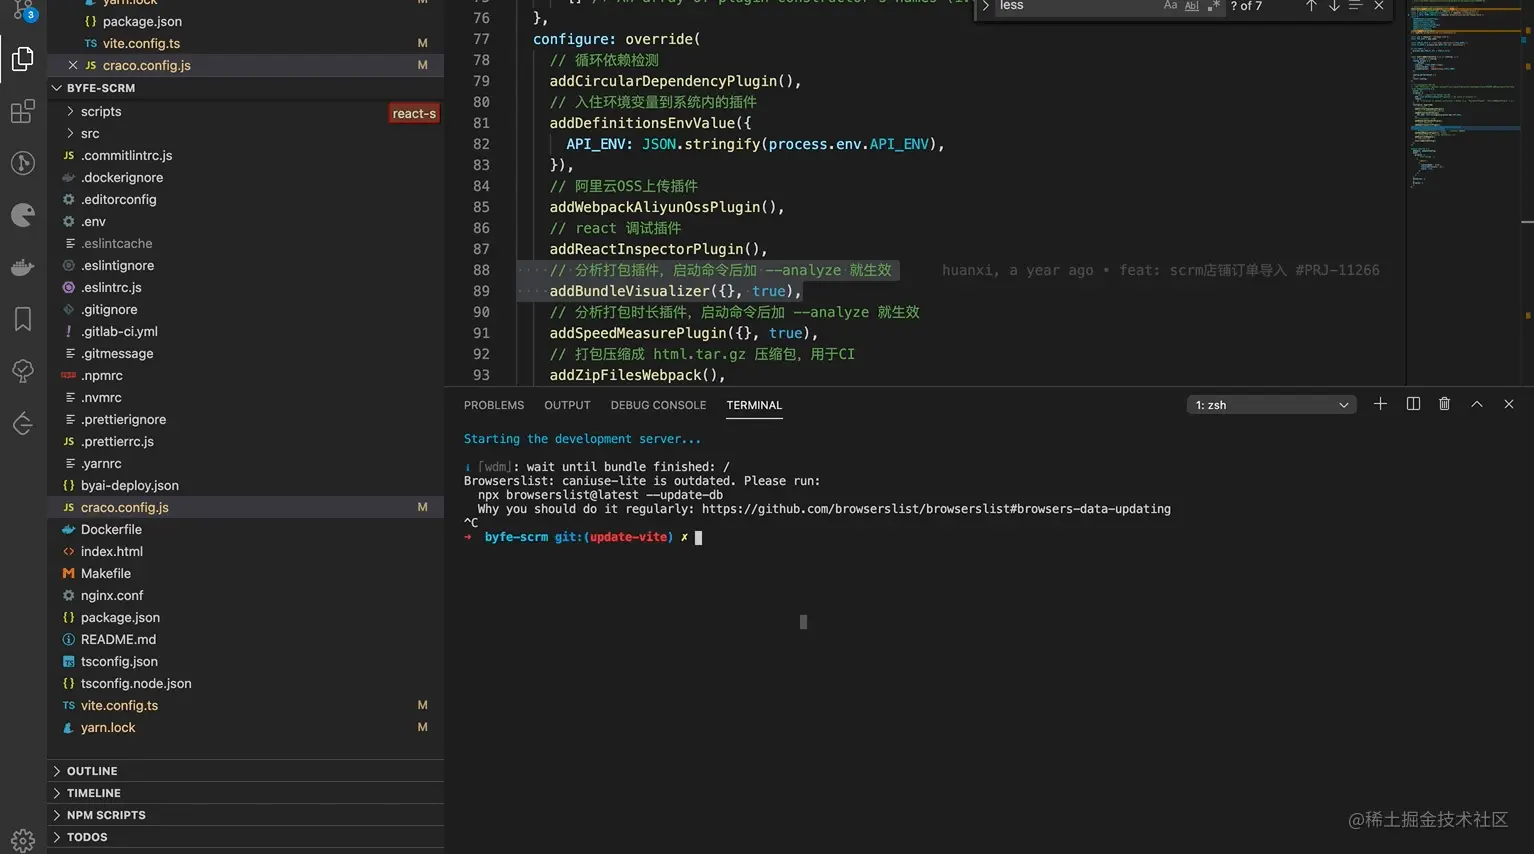 3
yarn.lock
M
{} package.json
TS vite.config.ts M
JS craco.config.js M
BYFE-SCRM
scripts
react-s
src
JS .commitlintrc.js
.dockerignore
.editorconfig
.env
.eslintcache
.eslintignore
.eslintrc.js
.gitignore
! .gitlab-ci.yml
.gitmessage
.npmrc
.nvmrc
.prettierignore
JS .prettierrc.js
.yarnrc
{} byai-deploy.json
JS craco.config.js M
Dockerfile
<> index.html
M Makefile
nginx.conf
{} package.json
README.md
TS tsconfig.json
{} tsconfig.node.json
TS vite.config.ts M
yarn.lock M
OUTLINE
TIMELINE
NPM SCRIPTS
TODOS
less Aa Abl .* ? of 7
76 },
77 configure: override(
78 // 循环依赖检测
79 addCircularDependencyPlugin(),
80 // 入住环境变量到系统内的插件
81 addDefinitionsEnvValue({
82 API_ENV: JSON.stringify(process.env.API_ENV),
83 }),
84 // 阿里云OSS上传插件
85 addWebpackAliyunOssPlugin(),
86 // react 调试插件
87 addReactInspectorPlugin(),
88 // 分析打包插件，启动命令后加 --analyze 就生效 huanxi, a year ago • feat: scrm店铺订单导入 #PRJ-11266
89 addBundleVisualizer({}, true),
90 // 分析打包时长插件，启动命令后加 --analyze 就生效
91 addSpeedMeasurePlugin({}, true),
92 // 打包压缩成 html.tar.gz 压缩包，用于CI
93 addZipFilesWebpack(),
PROBLEMS OUTPUT DEBUG CONSOLE TERMINAL 1: zsh
Starting the development server...
↓ ｢wdm｣: wait until bundle finished: /
Browserslist: caniuse-lite is outdated. Please run:
npx browserslist@latest --update-db
Why you should do it regularly: https://github.com/browserslist/browserslist#browsers-data-updating
^C
➜ byfe-scrm git:(update-vite) ✗
@稀土掘金技术社区